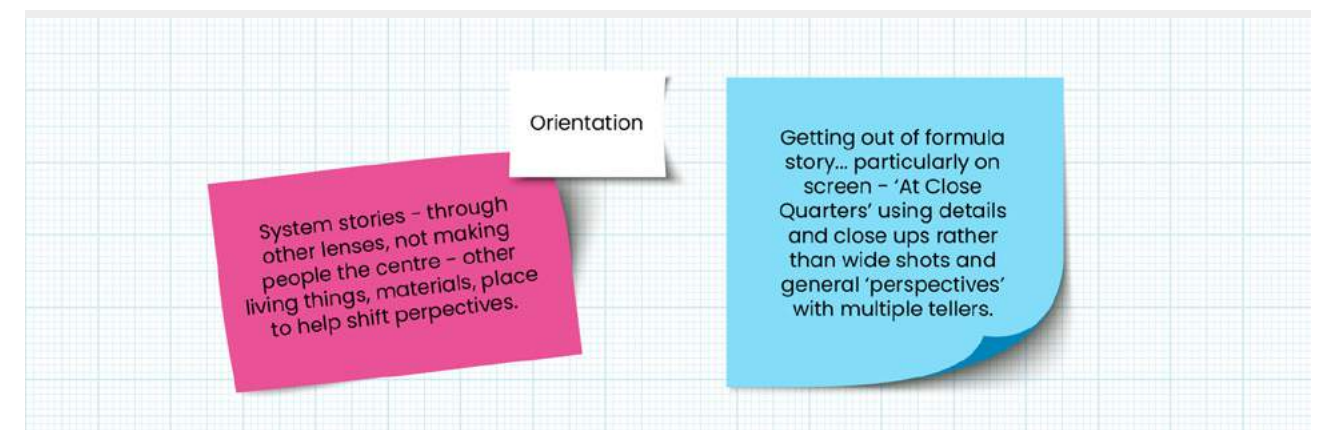 Orientation
System stories - through
other lenses, not making
people the centre - other
living things, materials, place
to help shift perpectives.
Getting out of formula
story... particularly on
screen - ‘At Close
Quarters’ using details
and close ups rather
than wide shots and
general ‘perspectives’
with multiple tellers.